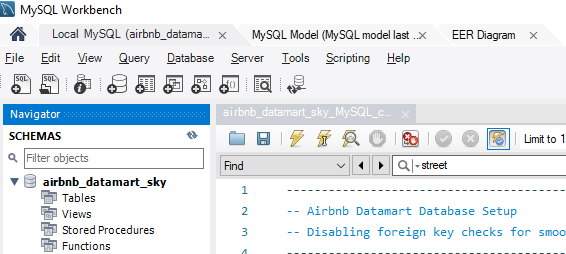 MySQL Workbench
Local MySQL (airbnb_datama... MySQL Model (MySQL model last ... EER Diagram
File Edit View Query Database Server Tools Scripting Help
Navigator
SCHEMAS
Filter objects
airbnb_datamart_sky
Tables
Views
Stored Procedures
Functions
airbnb_datamart_sky_MySQL_c...
Limit to 1
Find street
1 ----------------------------------------
2 -- Airbnb Datamart Database Setup
3 -- Disabling foreign key checks for smoo
4 ----------------------------------------